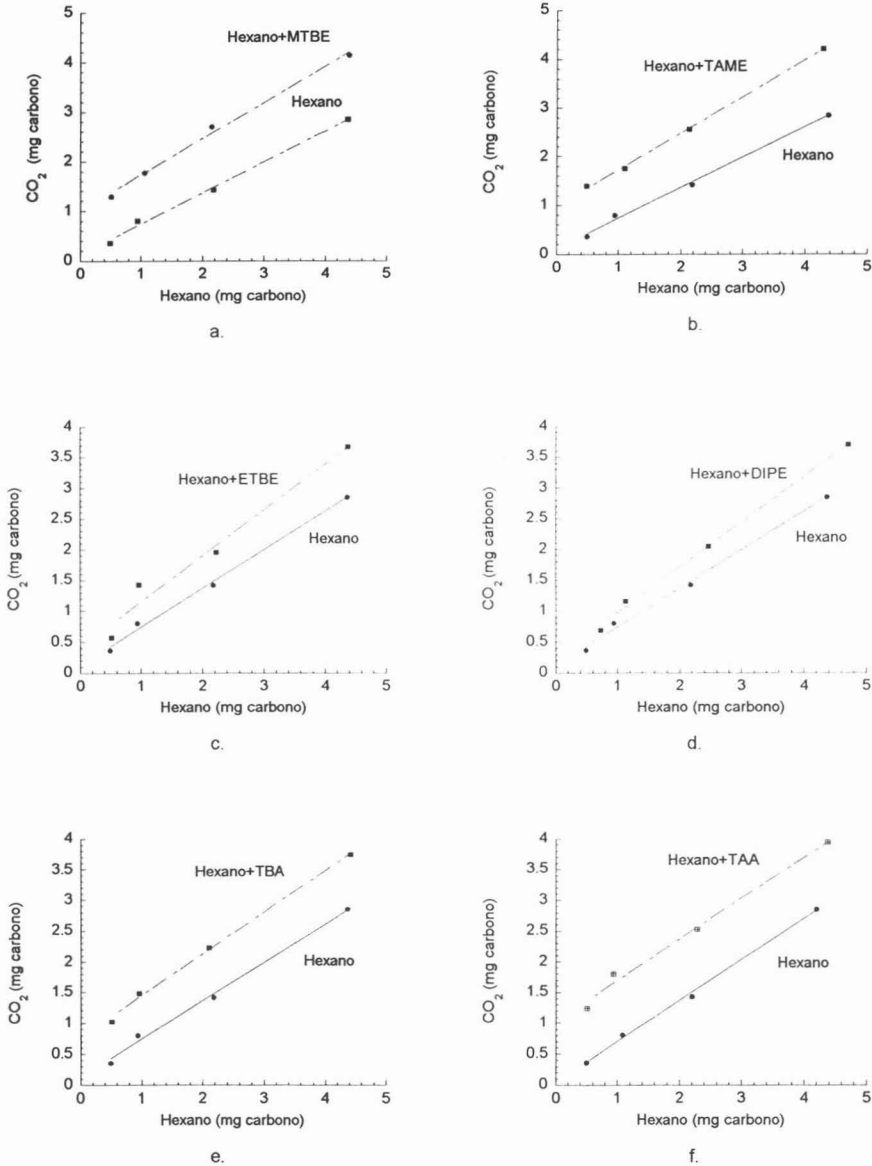 5
4
3
2
1
0
CO2 (mg carbono)
Hexano+MTBE
Hexano
0 1 2 3 4 5
Hexano (mg carbono)
a.
5
4
3
2
1
0
CO2 (mg carbono)
Hexano+TAME
Hexano
0 1 2 3 4 5
Hexano (mg carbono)
b.
4
3.5
3
2.5
2
1.5
1
0.5
0
CO2 (mg carbono)
Hexano+ETBE
Hexano
0 1 2 3 4 5
Hexano (mg carbono)
c.
4
3.5
3
2.5
2
1.5
1
0.5
0
CO2 (mg carbono)
Hexano+DIPE
Hexano
0 1 2 3 4 5
Hexano (mg carbono)
d.
4
3.5
3
2.5
2
1.5
1
0.5
0
CO2 (mg carbono)
Hexano+TBA
Hexano
0 1 2 3 4 5
Hexano (mg carbono)
e.
4
3.5
3
2.5
2
1.5
1
0.5
0
CO2 (mg carbono)
Hexano+TAA
Hexano
0 1 2 3 4 5
Hexano (mg carbono)
f.